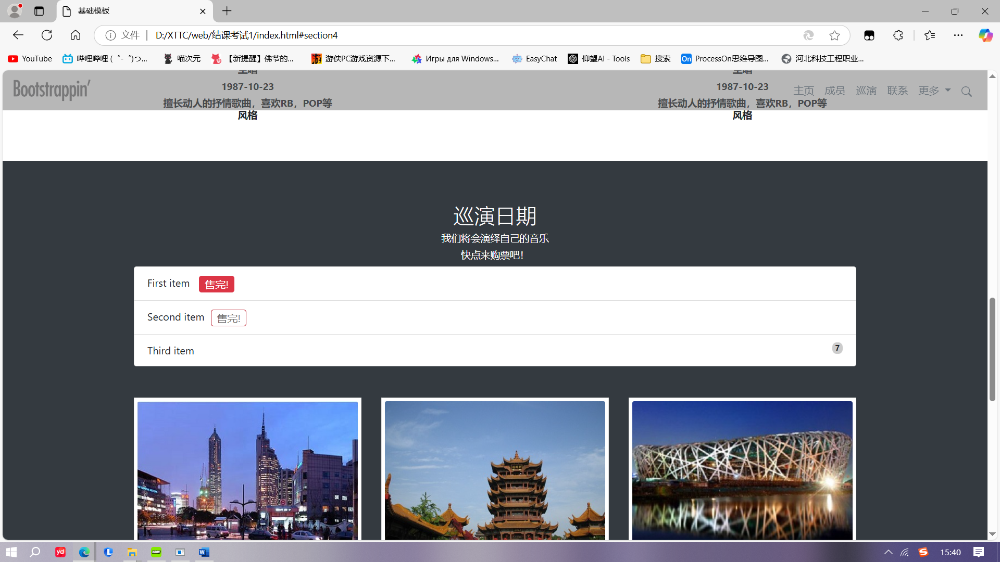 基础模板
文件 D:/XTTC/web/结课考试1/index.html#section4
YouTube 哔哩哔哩 (゜-゜)つ... 喵次元 【新提醒】佛爷的... 游侠PC游戏资源下... Игры для Windows... EasyChat 仰望AI - Tools 搜索 On ProcessOn思维导图... 河北科技工程职业...
Bootstrappin' 主页 成员 巡演 联系 更多
主唱 主唱
1987-10-23 1987-10-23
擅长动人的抒情歌曲，喜欢RB，POP等 擅长动人的抒情歌曲，喜欢RB，POP等
风格 风格
巡演日期
我们将会演绎自己的音乐
快点来购票吧！
First item 售完!
Second item 售完!
Third item 7
yd KOOK W 15:40